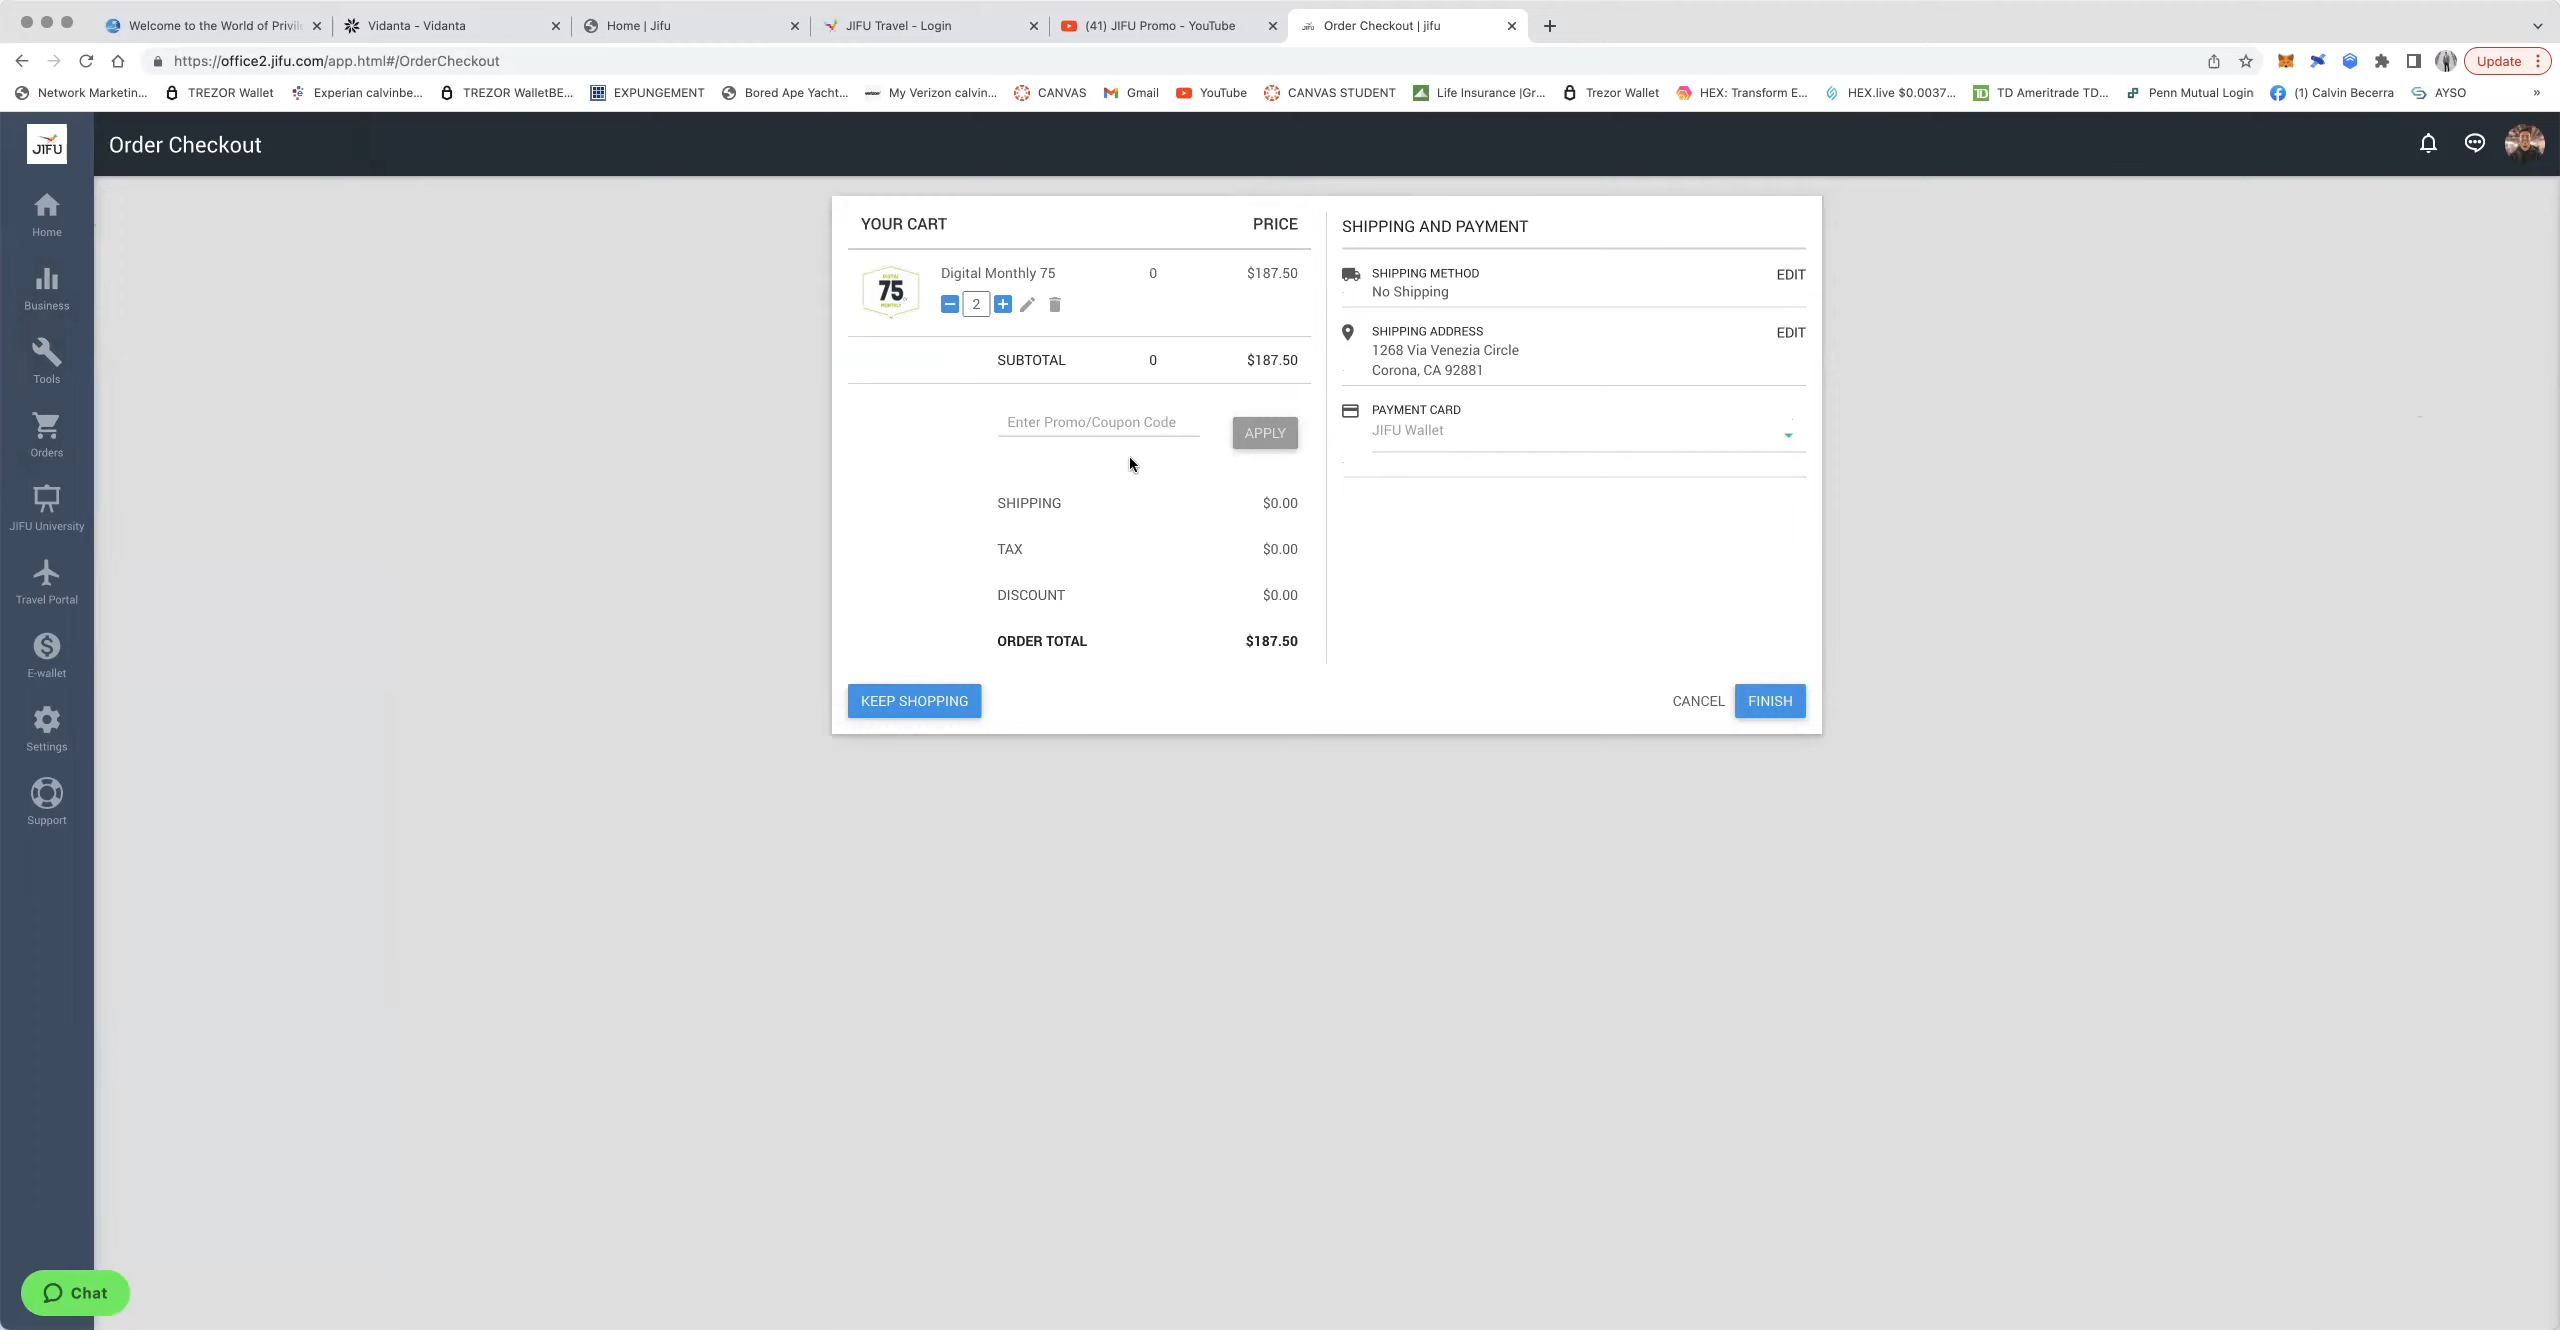 Welcome to the World of Privile
Vidanta - Vidanta
Home | Jifu
JIFU Travel - Login
(41) JIFU Promo - YouTube
Order Checkout | jifu
https://office2.jifu.com/app.html#/OrderCheckout
Update
Network Marketin...
TREZOR Wallet
Experian calvinbe...
TREZOR WalletBE...
EXPUNGEMENT
Bored Ape Yacht...
My Verizon calvin...
CANVAS
Gmail
YouTube
CANVAS STUDENT
Life Insurance |Gr...
Trezor Wallet
HEX: Transform E...
HEX.live $0.0037...
TD Ameritrade TD...
Penn Mutual Login
(1) Calvin Becerra
AYSO
»
JIFU
Order Checkout
Home
Business
Tools
Orders
JIFU University
Travel Portal
E-wallet
Settings
Support
Chat
YOUR CART PRICE
DIGITAL
75
MONTHLY
Digital Monthly 75 0 $187.50
2
SUBTOTAL 0 $187.50
Enter Promo/Coupon Code
APPLY
SHIPPING $0.00
TAX $0.00
DISCOUNT $0.00
ORDER TOTAL $187.50
KEEP SHOPPING
SHIPPING AND PAYMENT
SHIPPING METHOD EDIT
No Shipping
SHIPPING ADDRESS EDIT
1268 Via Venezia Circle
Corona, CA 92881
PAYMENT CARD
JIFU Wallet
CANCEL
FINISH